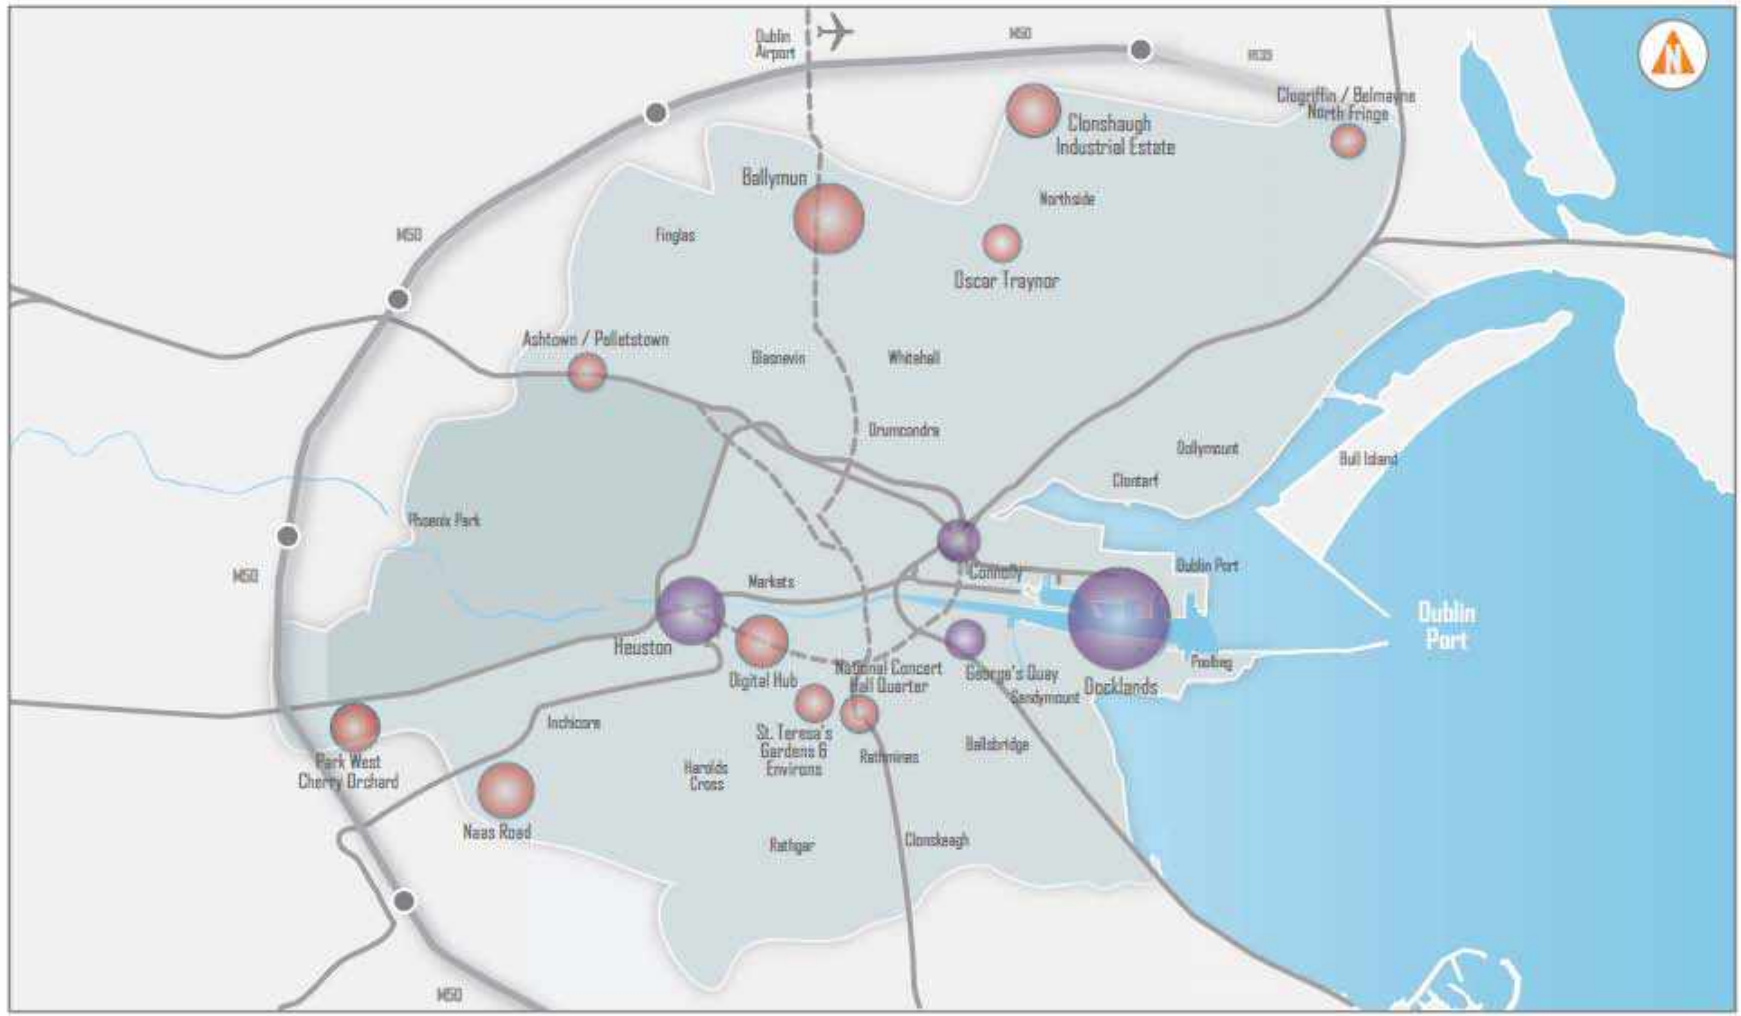 Dublin
Airport
M50
N
Clogriffin / Belmayne
North Fringe
Clonshaugh
Industrial Estate
Ballymun
Northside
Finglas
M50
Oscar Traynor
Ashtown / Pelletstown
Glasnevin
Whitehall
Drumcondra
Dollymount
Bull Island
Clontarf
Phoenix Park
Dublin Port
Connolly
M50
Markets
Dublin
Port
Heuston
Poolbeg
National Concert
Hall Quarter
George's Quay
Digital Hub
Docklands
Sandymount
Inchicore
St. Teresa's
Gardens &
Environs
Ballsbridge
Rathmines
Park West
Cherry Orchard
Harolds
Cross
Naas Road
Rathgar
Clonskeagh
M50